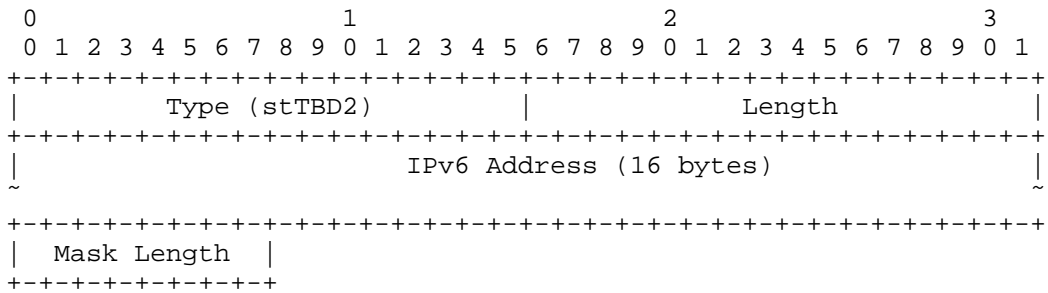 0                   1                   2                   3
 0 1 2 3 4 5 6 7 8 9 0 1 2 3 4 5 6 7 8 9 0 1 2 3 4 5 6 7 8 9 0 1
+-+-+-+-+-+-+-+-+-+-+-+-+-+-+-+-+-+-+-+-+-+-+-+-+-+-+-+-+-+-+-+-+
|         Type (stTBD2)         |             Length            |
+-+-+-+-+-+-+-+-+-+-+-+-+-+-+-+-+-+-+-+-+-+-+-+-+-+-+-+-+-+-+-+-+
|                        IPv6 Address (16 bytes)                |
~                                                               ~
+-+-+-+-+-+-+-+-+-+-+-+-+-+-+-+-+-+-+-+-+-+-+-+-+-+-+-+-+-+-+-+-+
|  Mask Length  |
+-+-+-+-+-+-+-+-+